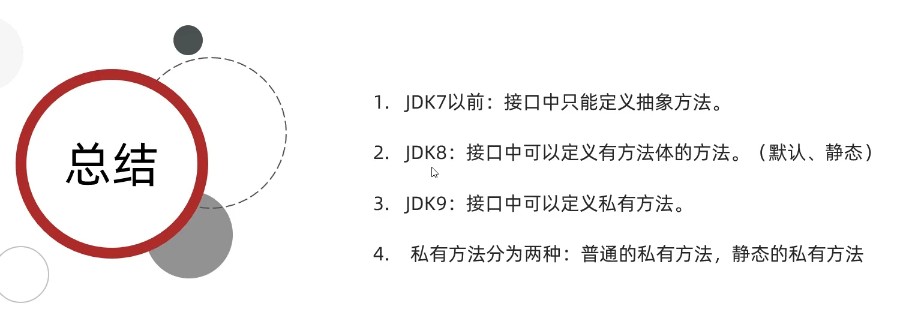 总结
1. JDK7以前：接口中只能定义抽象方法。
2. JDK8：接口中可以定义有方法体的方法。（默认、静态）
3. JDK9：接口中可以定义私有方法。
4. 私有方法分为两种：普通的私有方法，静态的私有方法